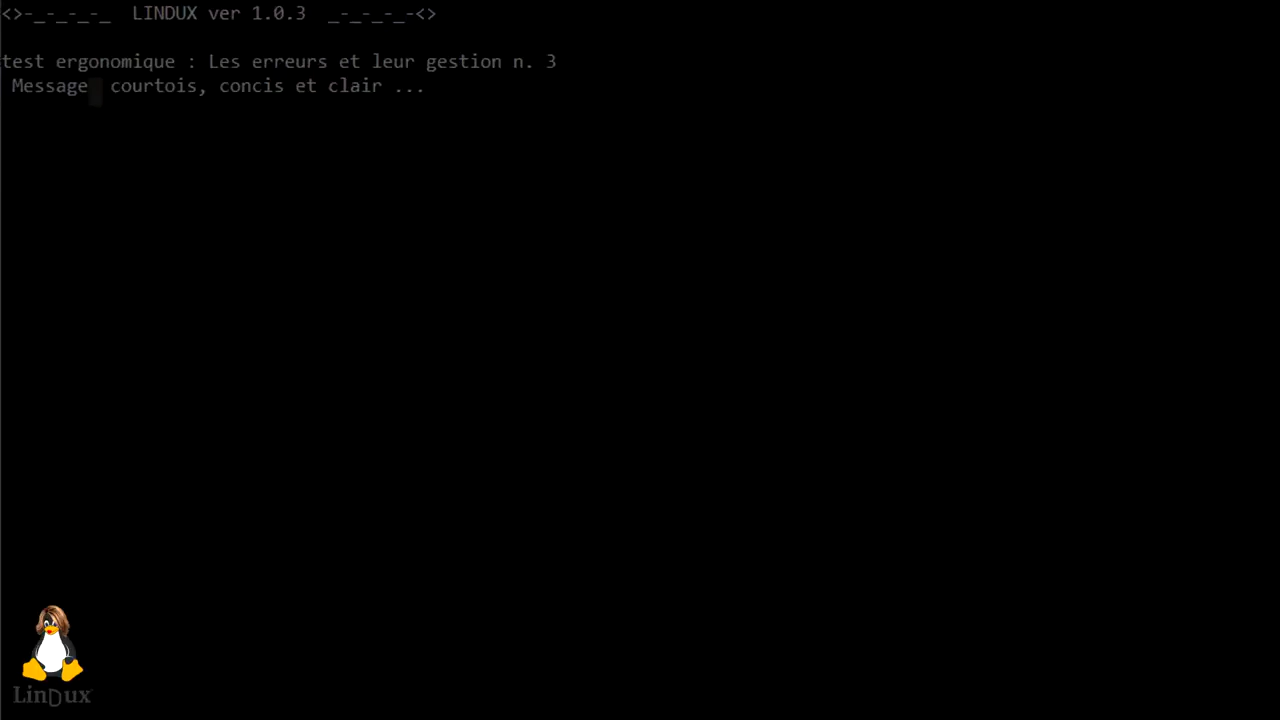 <>-_-_-_-_  LINDUX ver 1.0.3  _-_-_-_-<>
test ergonomique : Les erreurs et leur gestion n. 3
Message  courtois, concis et clair ...
LinDux